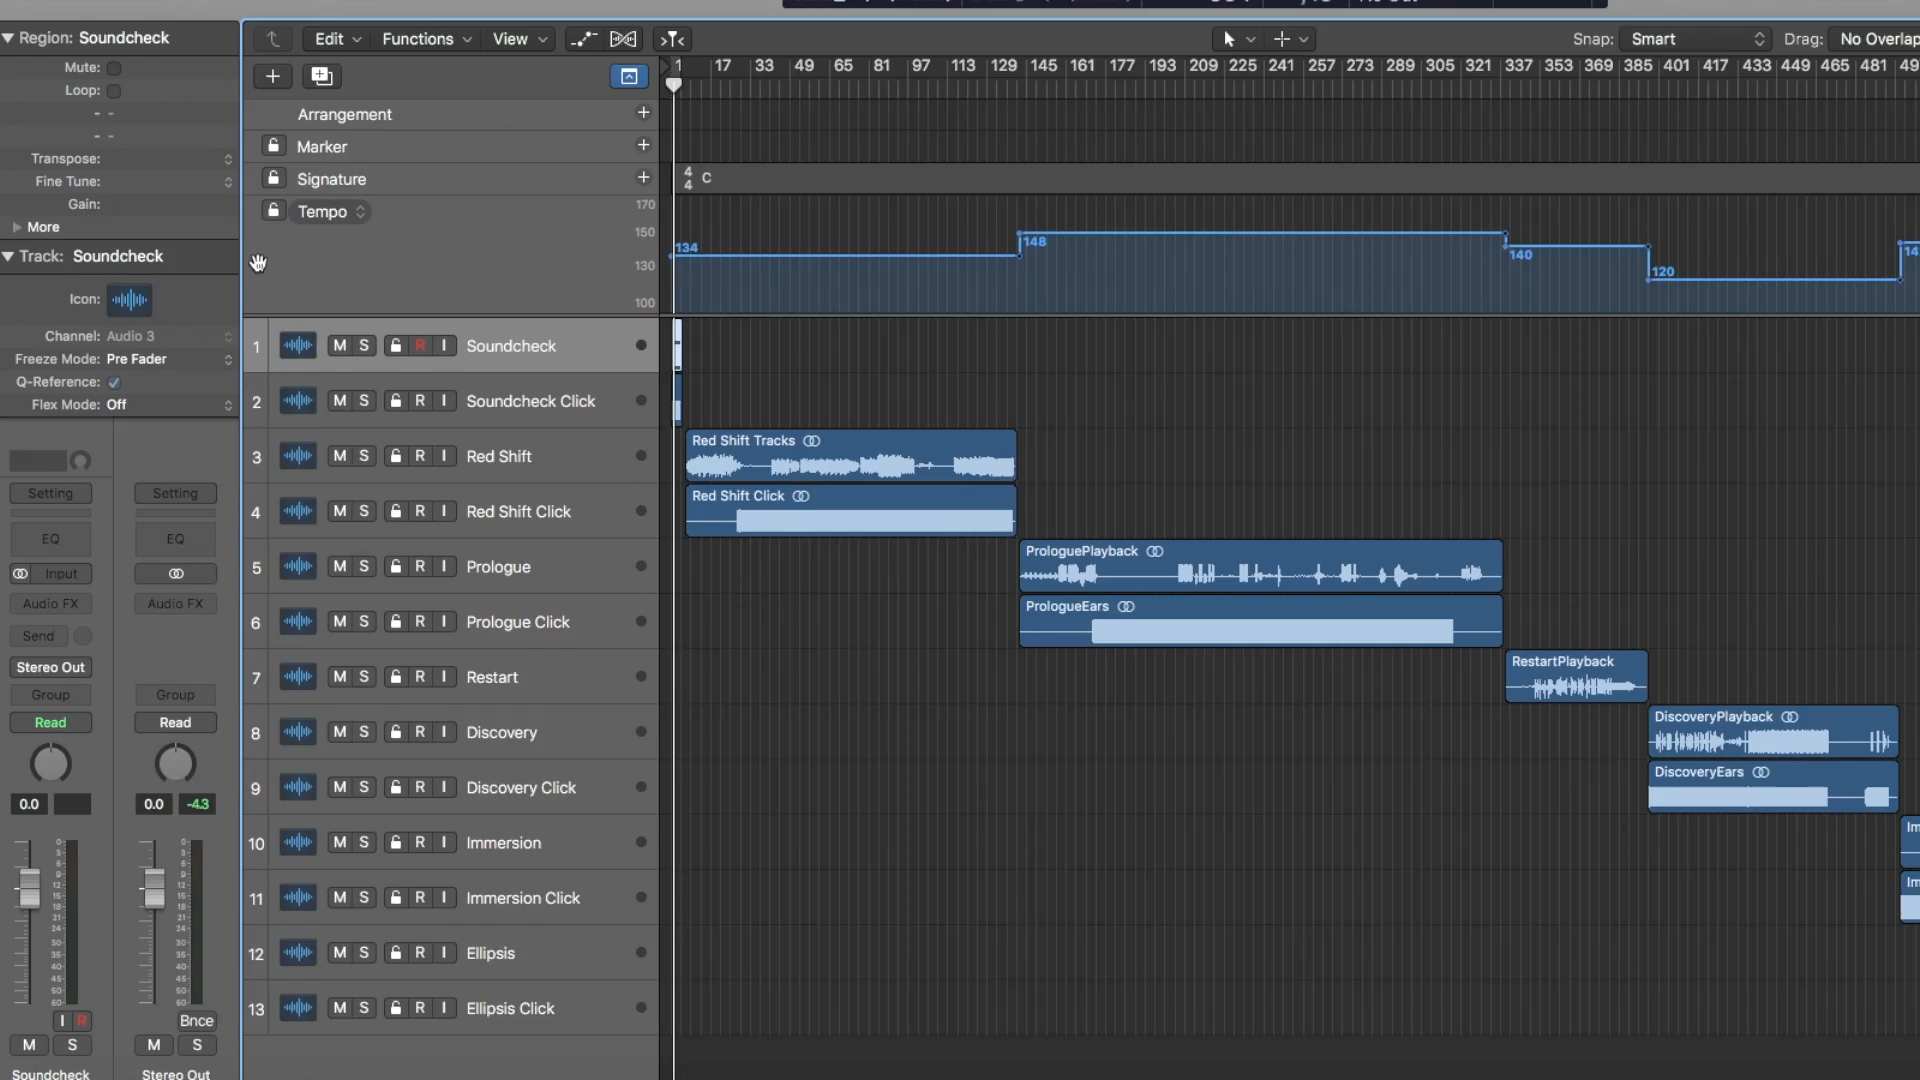 Region: Soundcheck
Mute:
Loop:
Transpose:
Fine Tune:
Gain:
More
Track: Soundcheck
Icon:
Channel: Audio 3
Freeze Mode: Pre Fader
Q-Reference:
Flex Mode: Off
Setting Setting
EQ EQ
Input
Audio FX Audio FX
Send
Stereo Out
Group Group
Read Read
0.0 0.0 -4.3
I R Bnce
M S M S
Soundcheck Stereo Out
Edit Functions View Snap: Smart Drag: No Overlap
1 17 33 49 65 81 97 113 129 145 161 177 193 209 225 241 257 273 289 305 321 337 353 369 385 401 417 433 449 465 481 49
Arrangement
Marker
Signature
4
4 C
Tempo
170
150
130
100
134
148
140
120
14
1 M S R I Soundcheck
2 M S R I Soundcheck Click
3 M S R I Red Shift
Red Shift Tracks
4 M S R I Red Shift Click
Red Shift Click
5 M S R I Prologue
ProloguePlayback
6 M S R I Prologue Click
PrologueEars
7 M S R I Restart
RestartPlayback
8 M S R I Discovery
DiscoveryPlayback
9 M S R I Discovery Click
DiscoveryEars
10 M S R I Immersion
Im
11 M S R I Immersion Click
Im
12 M S R I Ellipsis
13 M S R I Ellipsis Click